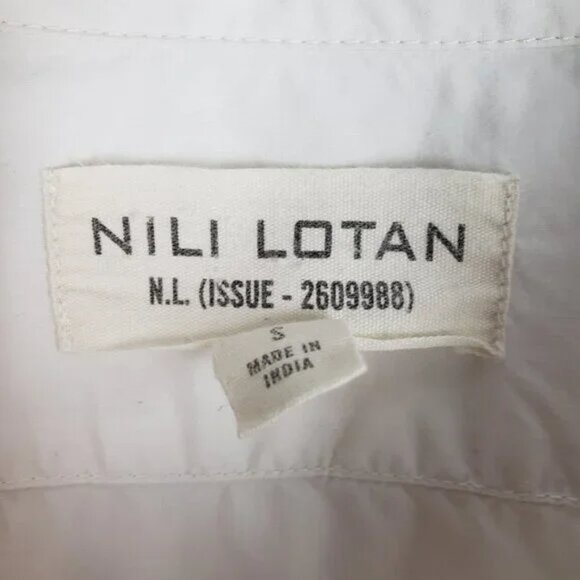 NILI LOTAN
N.L. (ISSUE - 2609988)
S
MADE IN
INDIA